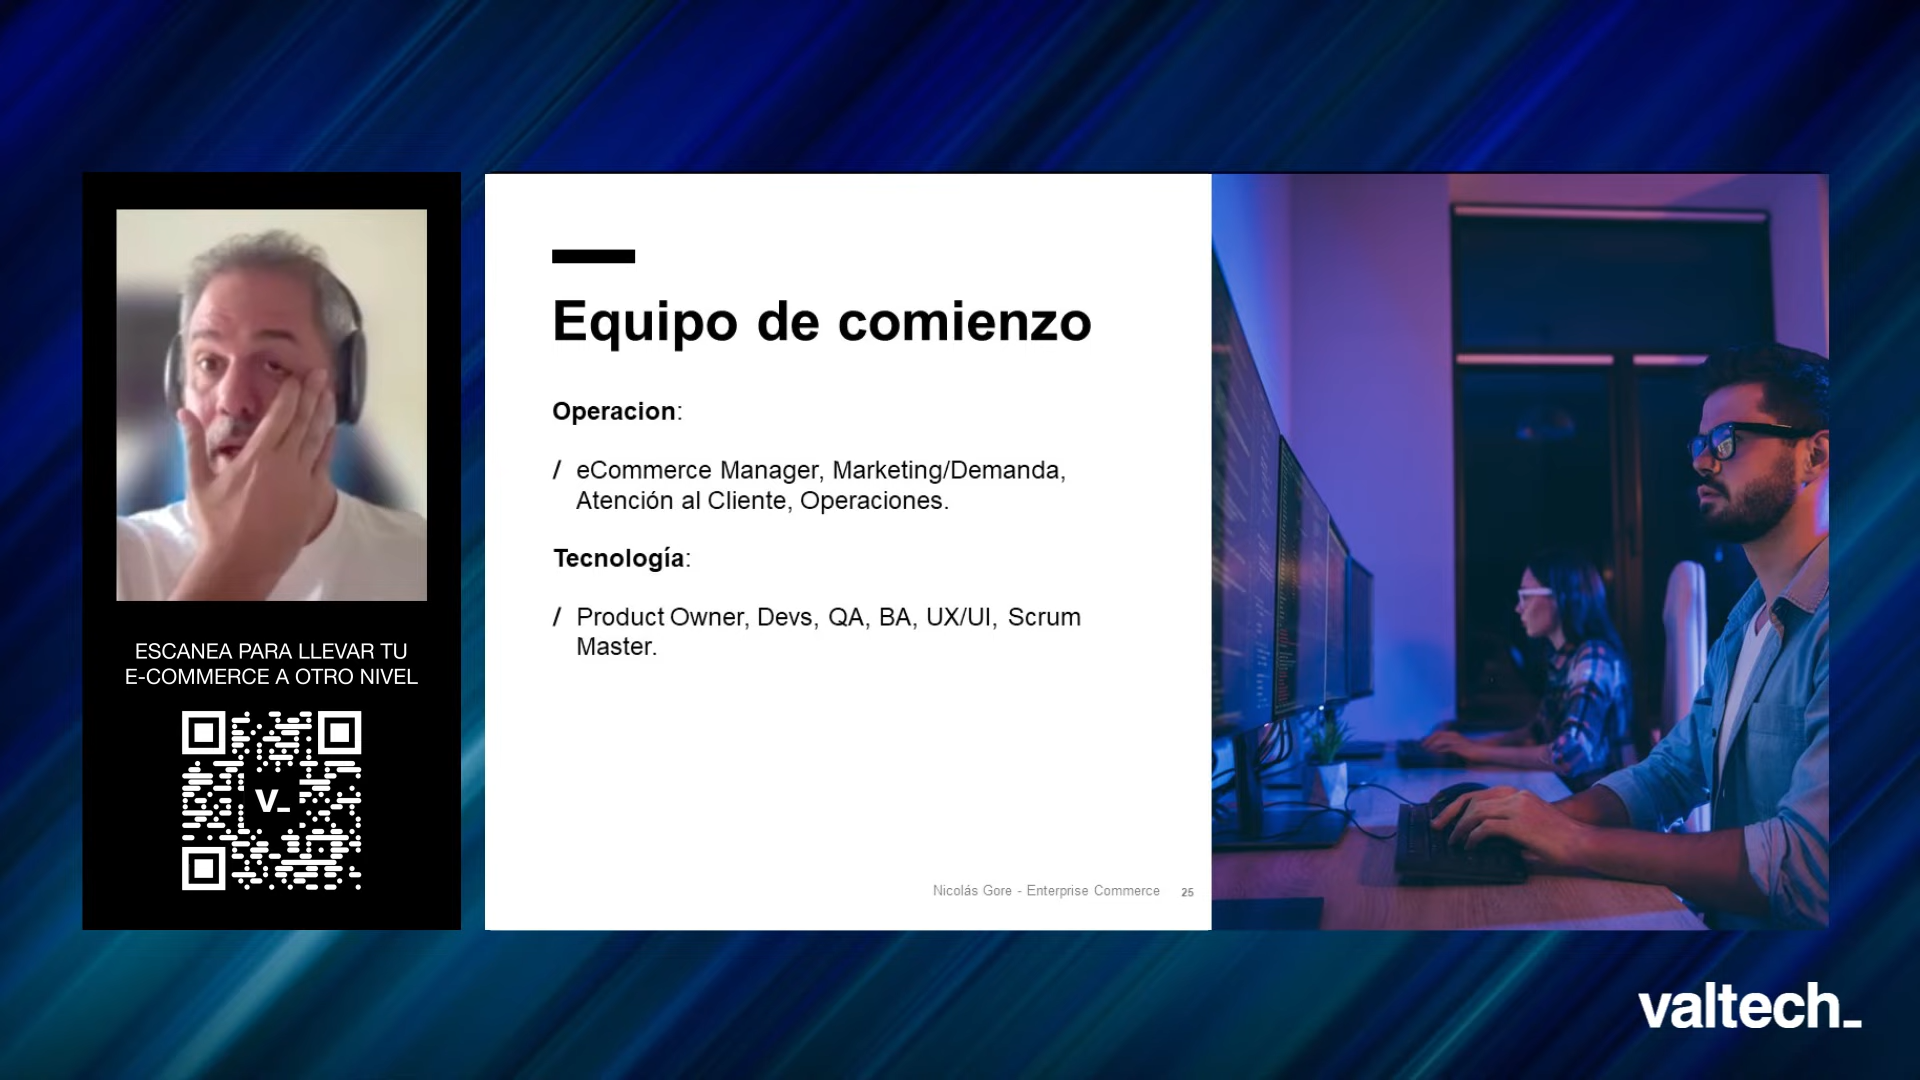 ESCANEA PARA LLEVAR TU
E-COMMERCE A OTRO NIVEL
V_
Equipo de comienzo
Operacion:
/ eCommerce Manager, Marketing/Demanda,
Atención al Cliente, Operaciones.
Tecnología:
/ Product Owner, Devs, QA, BA, UX/UI, Scrum
Master.
Nicolás Gore - Enterprise Commerce 25
valtech_